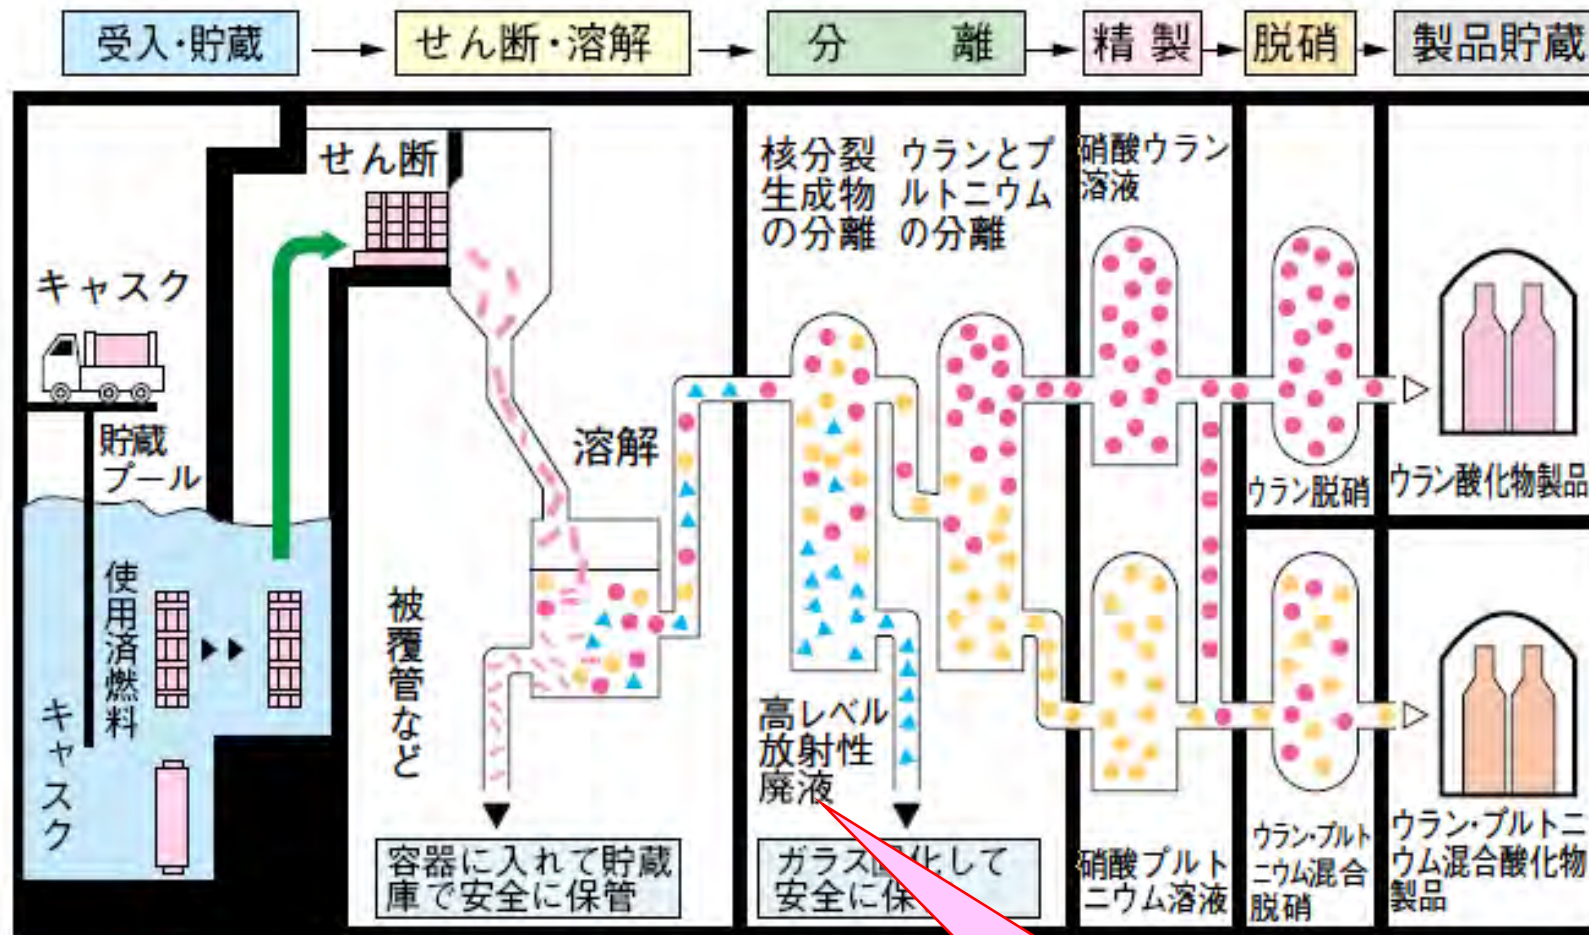 受入・貯蔵
せん断・溶解
分離
精製
脱硝
製品貯蔵
せん断
キャスク
貯蔵
プール
使用済燃料
キャスク
溶解
被覆管など
容器に入れて貯蔵
庫で安全に保管
核分裂
生成物
の分離
ウランとプ
ルトニウム
の分離
高レベル
放射性
廃液
ガラス固化して
安全に保
硝酸ウラン
溶液
硝酸プルト
ニウム溶液
ウラン脱硝
ウラン・プルト
ニウム混合
脱硝
ウラン酸化物製品
ウラン・プルトニ
ウム混合酸化物
製品